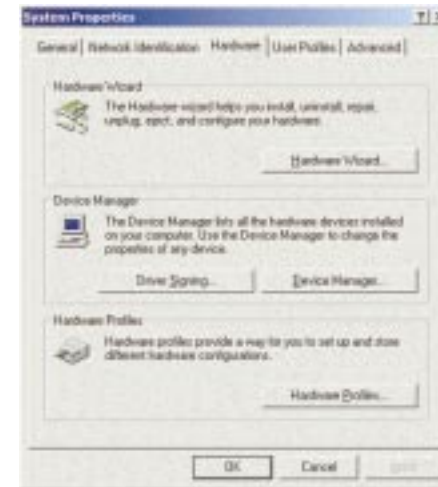 System Properties
General Network Identification Hardware User Profiles Advanced
Hardware Wizard
The Hardware wizard helps you install, uninstall, repair,
unplug, eject, and configure your hardware.
Hardware Wizard...
Device Manager
The Device Manager lists all the hardware devices installed
on your computer. Use the Device Manager to change the
properties of any device.
Driver Signing... Device Manager...
Hardware Profiles
Hardware profiles provide a way for you to set up and store
different hardware configurations.
Hardware Profiles...
OK Cancel